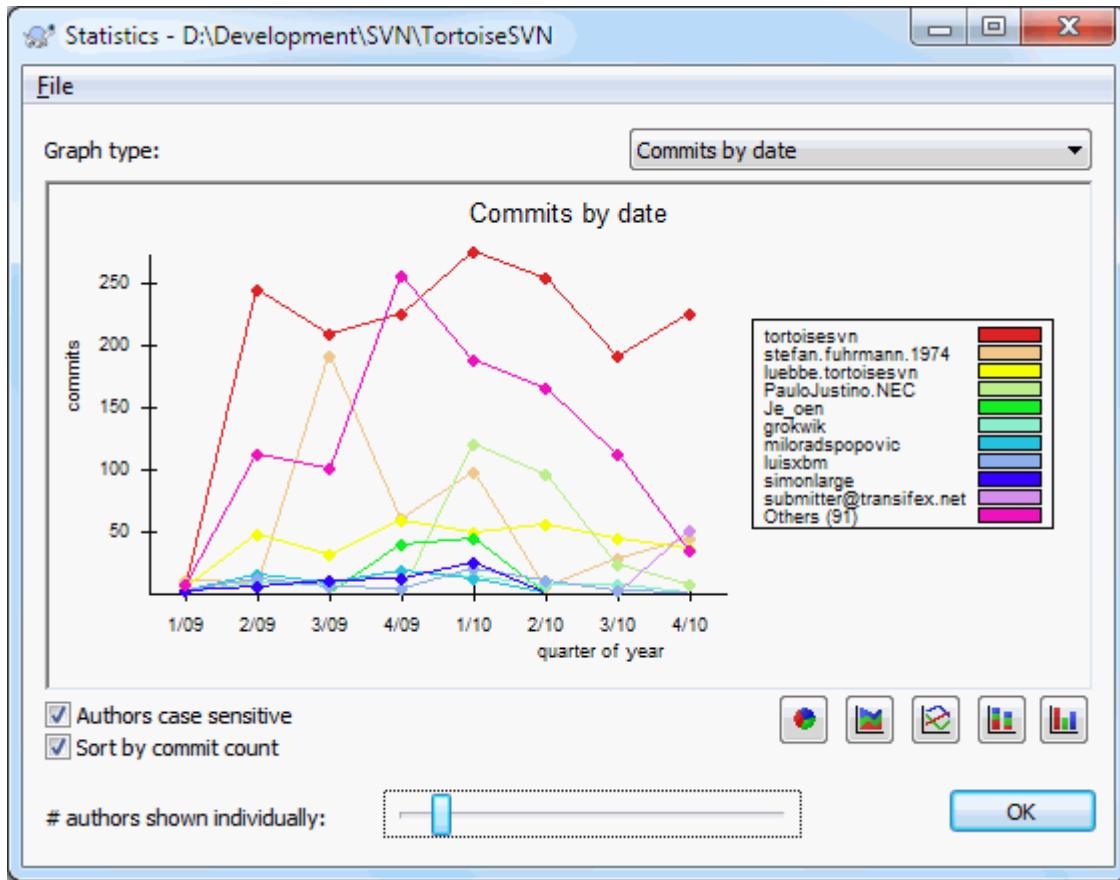 Statistics - D:\Development\SVN\TortoiseSVN
File
Graph type:
Commits by date
Commits by date
250
200
150
100
50
commits
1/09 2/09 3/09 4/09 1/10 2/10 3/10 4/10
quarter of year
tortoisesvn
stefan.fuhrmann.1974
luebbe.tortoisesvn
PauloJustino.NEC
Je_oen
grokwik
miloradspopovic
luisxbm
simonlarge
submitter@transifex.net
Others (91)
Authors case sensitive
Sort by commit count
# authors shown individually:
OK